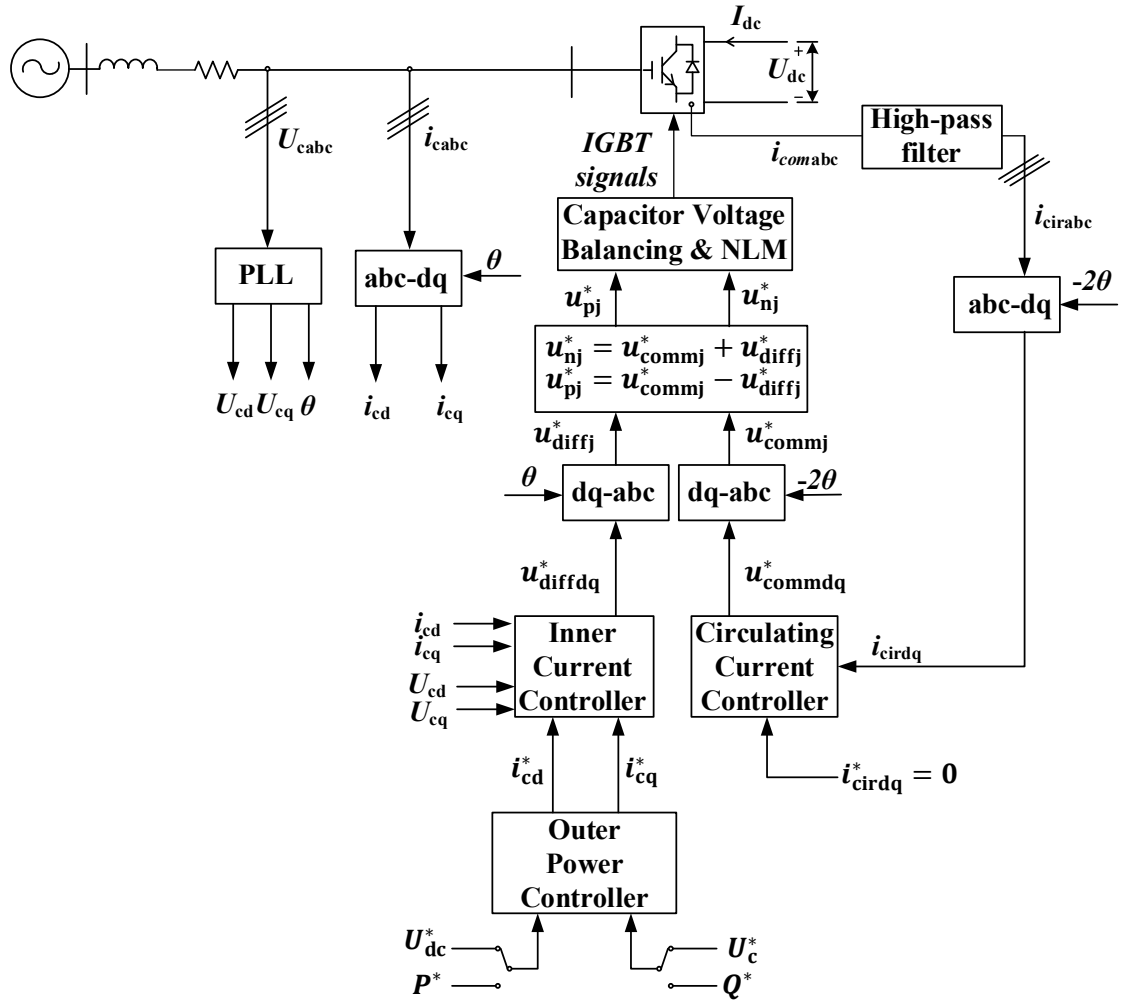 I_dc
+
U_dc
−
High-pass
filter
U_cabc
i_cabc
IGBT
signals
i_comabc
i_cirabc
Capacitor Voltage
Balancing & NLM
PLL
abc-dq
θ
abc-dq
-2θ
u*_pj
u*_nj
u*_nj = u*_commj + u*_diffj
u*_pj = u*_commj − u*_diffj
U_cd U_cq θ
i_cd
i_cq
u*_diffj
u*_commj
θ
dq-abc
dq-abc
-2θ
u*_diffdq
u*_commdq
i_cd
i_cq
U_cd
U_cq
Inner
Current
Controller
Circulating
Current
Controller
i_cirdq
i*_cd
i*_cq
i*_cirdq = 0
Outer
Power
Controller
U*_dc
P*
U*_c
Q*